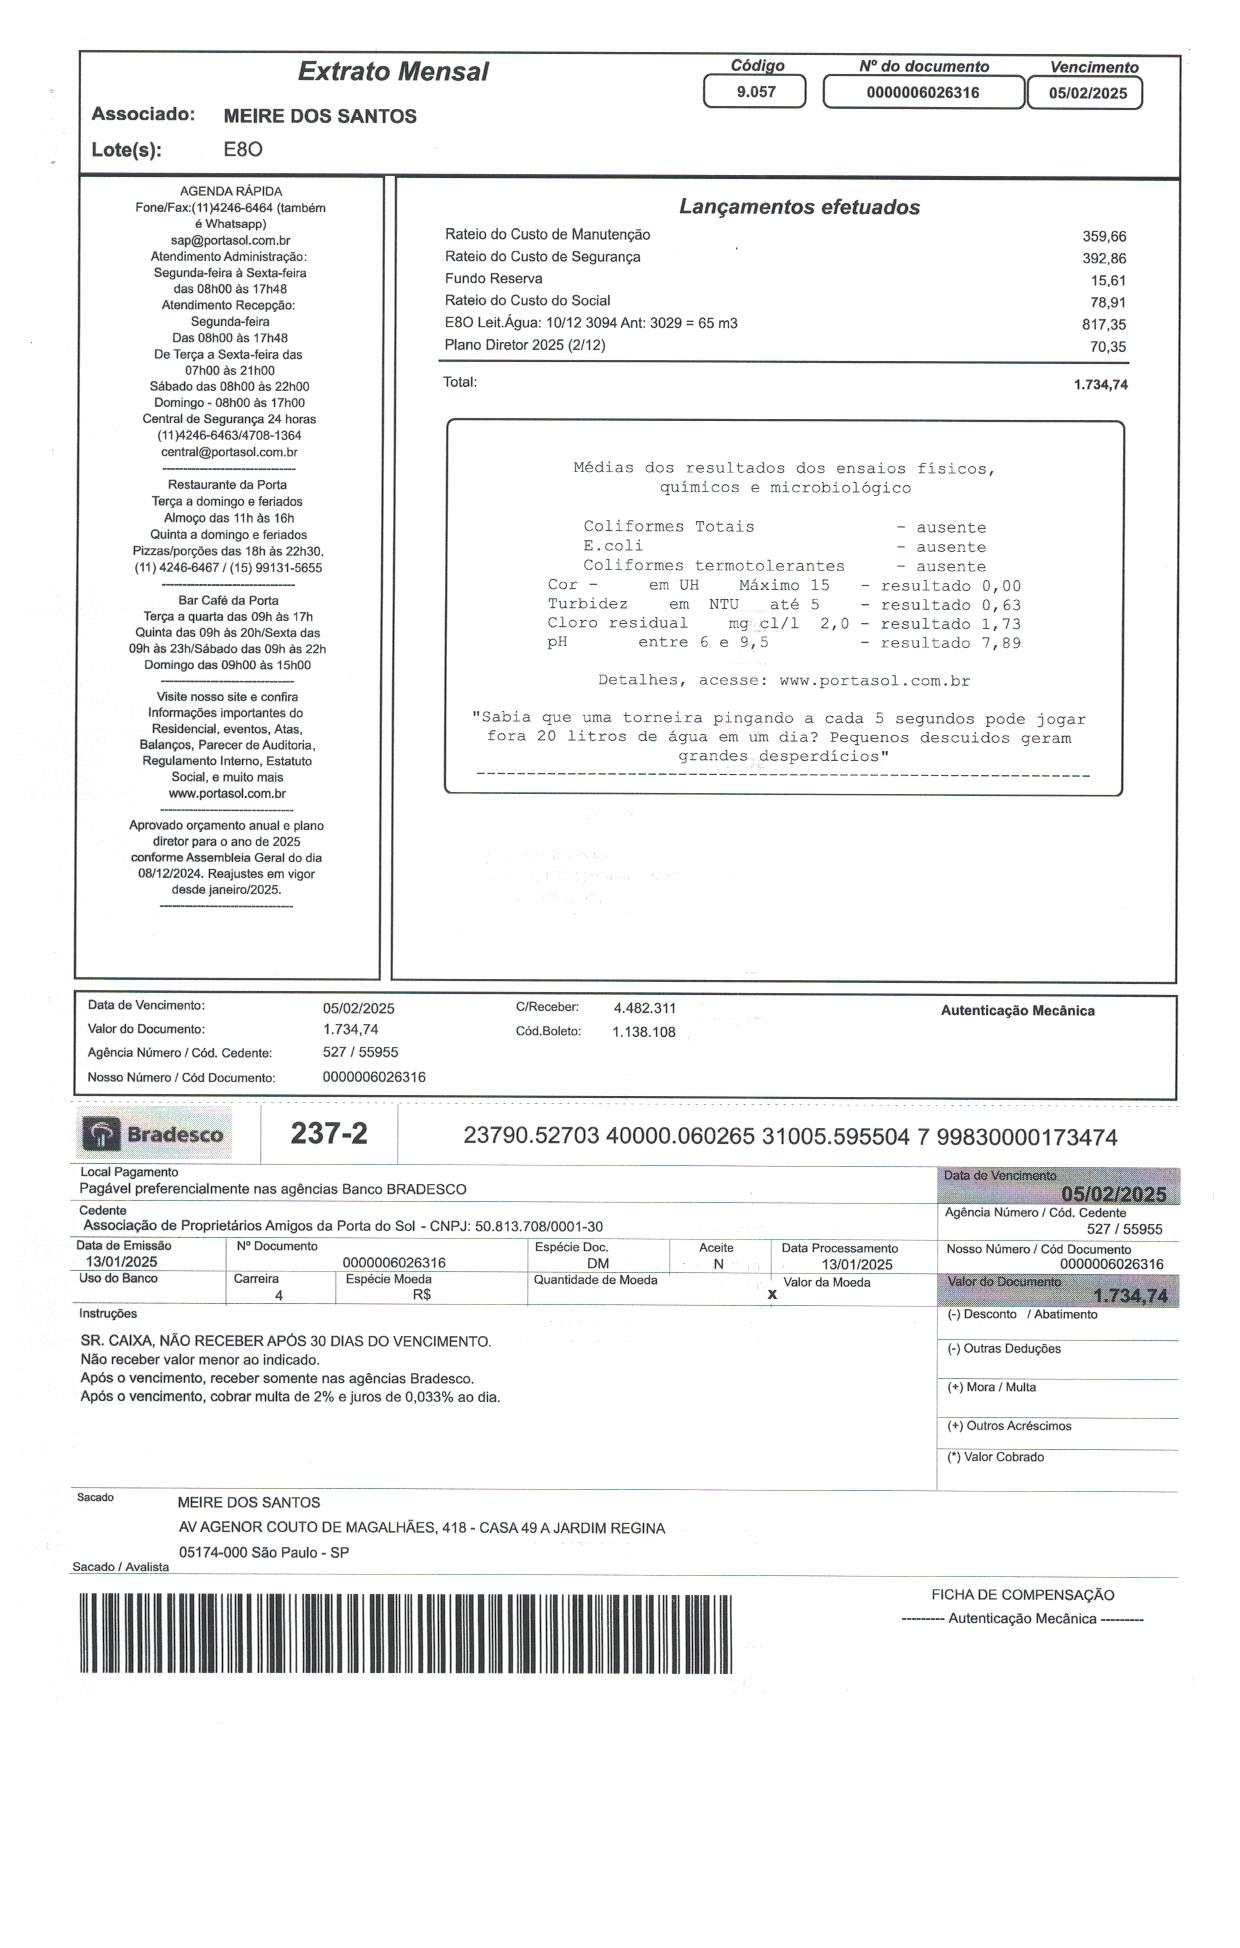 Extrato Mensal
Código
Nº do documento
Vencimento
9.057
0000006026316
05/02/2025
Associado: MEIRE DOS SANTOS
Lote(s): E8O
AGENDA RÁPIDA
Fone/Fax:(11)4246-6464 (também
é Whatsapp)
sap@portasol.com.br
Atendimento Administração:
Segunda-feira à Sexta-feira
das 08h00 às 17h48
Atendimento Recepção:
Segunda-feira
Das 08h00 às 17h48
De Terça a Sexta-feira das
07h00 às 21h00
Sábado das 08h00 às 22h00
Domingo - 08h00 às 17h00
Central de Segurança 24 horas
(11)4246-6463/4708-1364
central@portasol.com.br
--------------------------------
Restaurante da Porta
Terça a domingo e feriados
Almoço das 11h às 16h
Quinta a domingo e feriados
Pizzas/porções das 18h às 22h30.
(11) 4246-6467 / (15) 99131-5655
--------------------------------
Bar Café da Porta
Terça a quarta das 09h às 17h
Quinta das 09h às 20h/Sexta das
09h às 23h/Sábado das 09h às 22h
Domingo das 09h00 às 15h00
--------------------------------
Visite nosso site e confira
Informações importantes do
Residencial, eventos, Atas,
Balanços, Parecer de Auditoria,
Regulamento Interno, Estatuto
Social, e muito mais
www.portasol.com.br
--------------------------------
Aprovado orçamento anual e plano
diretor para o ano de 2025
conforme Assembleia Geral do dia
08/12/2024. Reajustes em vigor
desde janeiro/2025.
--------------------------------
Lançamentos efetuados
Rateio do Custo de Manutenção 359,66
Rateio do Custo de Segurança 392,86
Fundo Reserva 15,61
Rateio do Custo do Social 78,91
E8O Leit.Água: 10/12 3094 Ant: 3029 = 65 m3 817,35
Plano Diretor 2025 (2/12) 70,35
Total: 1.734,74
Médias dos resultados dos ensaios físicos,
químicos e microbiológico
Coliformes Totais - ausente
E.coli - ausente
Coliformes termotolerantes - ausente
Cor - em UH Máximo 15 - resultado 0,00
Turbidez em NTU até 5 - resultado 0,63
Cloro residual mg cl/l 2,0 - resultado 1,73
pH entre 6 e 9,5 - resultado 7,89
Detalhes, acesse: www.portasol.com.br
"Sabia que uma torneira pingando a cada 5 segundos pode jogar
fora 20 litros de água em um dia? Pequenos descuidos geram
grandes desperdícios"
-------------------------------------------------------------
Data de Vencimento: 05/02/2025 C/Receber: 4.482.311 Autenticação Mecânica
Valor do Documento: 1.734,74 Cód.Boleto: 1.138.108
Agência Número / Cód. Cedente: 527 / 55955
Nosso Número / Cód Documento: 0000006026316
Bradesco 237-2 23790.52703 40000.060265 31005.595504 7 99830000173474
Local Pagamento
Pagável preferencialmente nas agências Banco BRADESCO
Data de Vencimento
05/02/2025
Cedente
Associação de Proprietários Amigos da Porta do Sol - CNPJ: 50.813.708/0001-30
Agência Número / Cód. Cedente
527 / 55955
Data de Emissão Nº Documento Espécie Doc. Aceite Data Processamento Nosso Número / Cód Documento
13/01/2025 0000006026316 DM N 13/01/2025 0000006026316
Uso do Banco Carreira Espécie Moeda Quantidade de Moeda Valor da Moeda Valor do Documento
4 R$ x 1.734,74
Instruções
SR. CAIXA, NÃO RECEBER APÓS 30 DIAS DO VENCIMENTO.
Não receber valor menor ao indicado.
Após o vencimento, receber somente nas agências Bradesco.
Após o vencimento, cobrar multa de 2% e juros de 0,033% ao dia.
(-) Desconto / Abatimento
(-) Outras Deduções
(+) Mora / Multa
(+) Outros Acréscimos
(*) Valor Cobrado
Sacado MEIRE DOS SANTOS
AV AGENOR COUTO DE MAGALHÃES, 418 - CASA 49 A JARDIM REGINA
05174-000 São Paulo - SP
Sacado / Avalista
FICHA DE COMPENSAÇÃO
--------- Autenticação Mecânica ---------